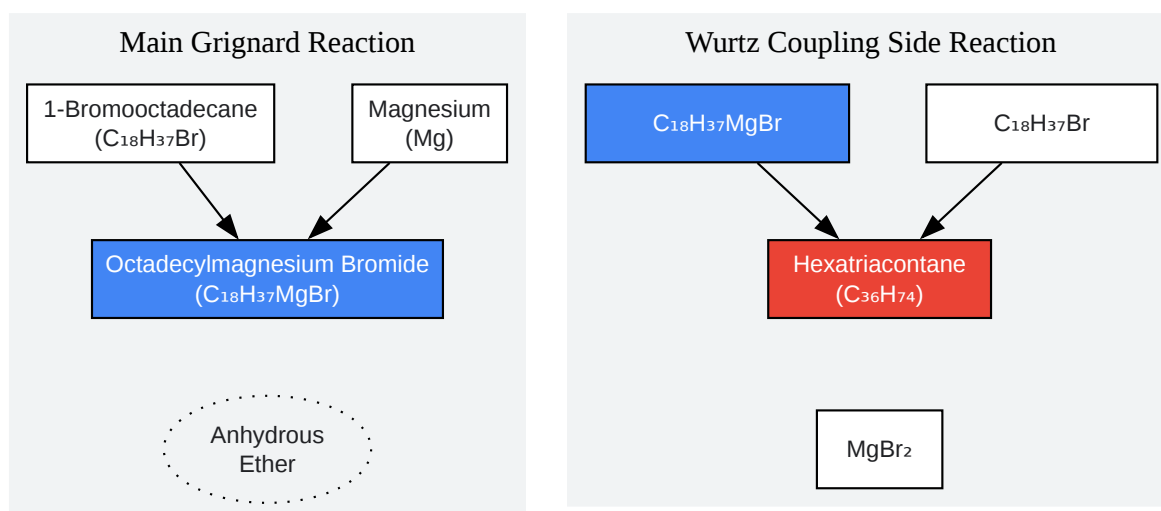 Main Grignard Reaction
1-Bromooctadecane
(C₁₈H₃₇Br)
Magnesium
(Mg)
Octadecylmagnesium Bromide
(C₁₈H₃₇MgBr)
Anhydrous
Ether
Wurtz Coupling Side Reaction
C₁₈H₃₇MgBr
C₁₈H₃₇Br
Hexatriacontane
(C₃₆H₇₄)
MgBr₂